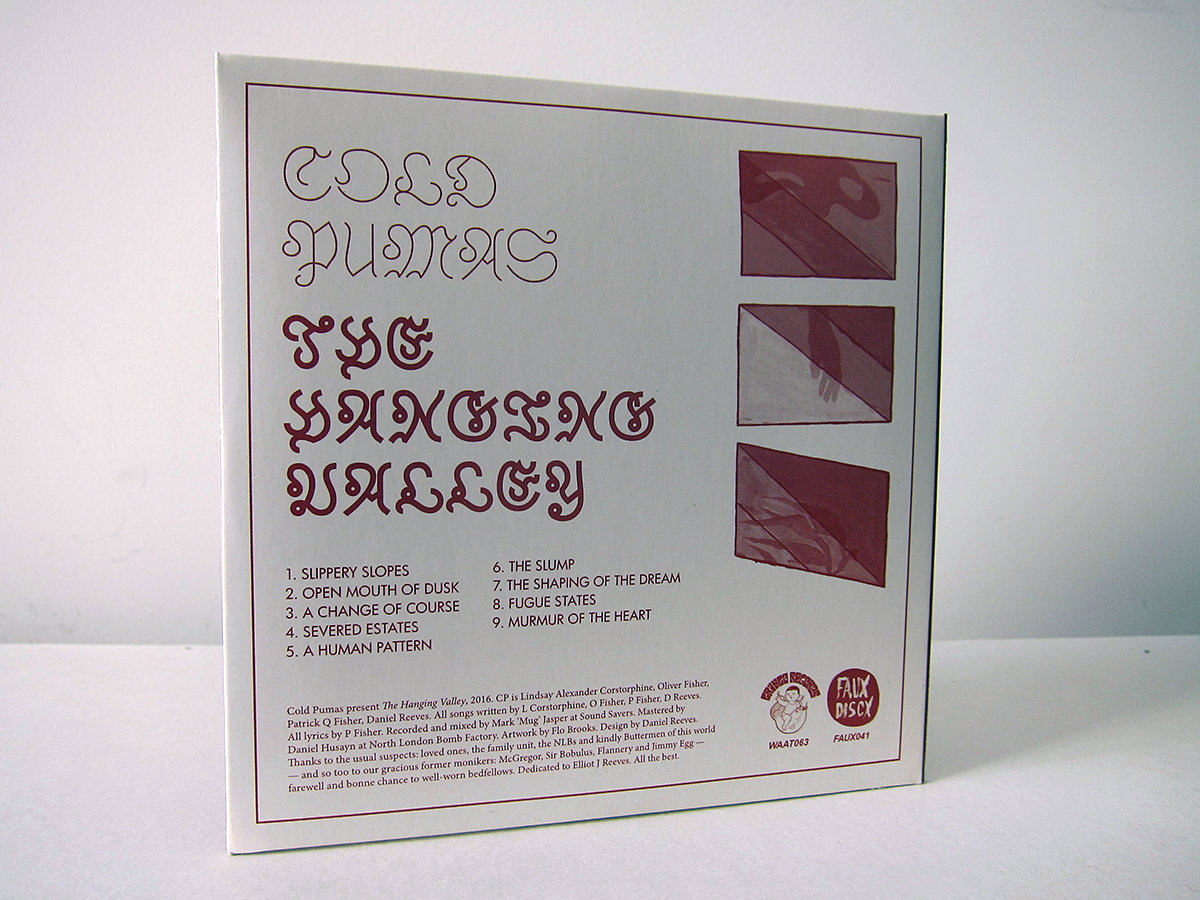 COLD
PUMAS
THE
HANGING
VALLEY
1. SLIPPERY SLOPES
2. OPEN MOUTH OF DUSK
3. A CHANGE OF COURSE
4. SEVERED ESTATES
5. A HUMAN PATTERN
6. THE SLUMP
7. THE SHAPING OF THE DREAM
8. FUGUE STATES
9. MURMUR OF THE HEART
Cold Pumas present The Hanging Valley, 2016. CP is Lindsay Alexander Corstorphine, Oliver Fisher,
Patrick Q Fisher, Daniel Reeves. All songs written by L Corstorphine, O Fisher, P Fisher, D Reeves.
All lyrics by P Fisher. Recorded and mixed by Mark 'Mug' Jasper at Sound Savers. Mastered by
Daniel Husayn at North London Bomb Factory. Artwork by Flo Brooks. Design by Daniel Reeves.
Thanks to the usual suspects: loved ones, the family unit, the NLBs and kindly Buttermen of this world
— and so too to our gracious former monikers: McGregor, Sir Bobulus, Flannery and Jimmy Egg —
farewell and bonne chance to well-worn bedfellows. Dedicated to Elliot J Reeves. All the best.
GRINGO RECORDS
WAAT063
FAUX
DISCX
FAUX041